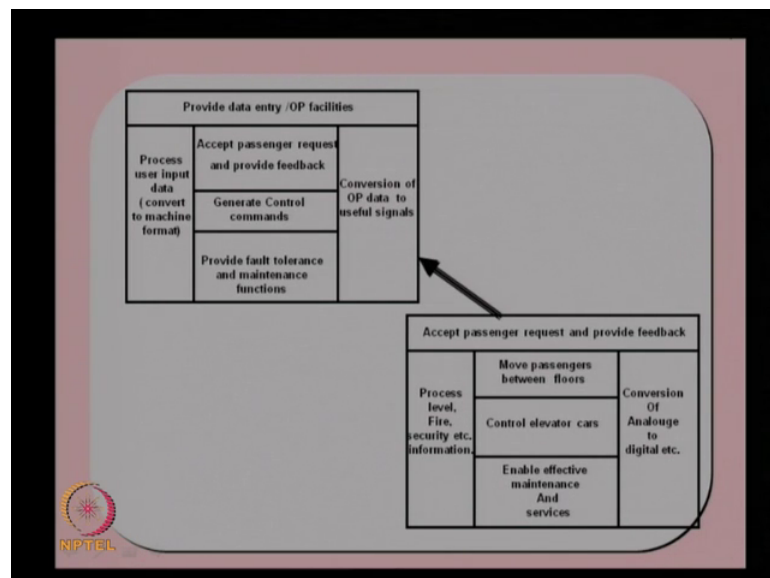 Provide data entry /OP facilities
Process
user input
data
( convert
to machine
format)
Accept passenger request
and provide feedback
Generate Control
commands
Provide fault tolerance
and maintenance
functions
Conversion of
OP data to
useful signals
Accept passenger request and provide feedback
Process
level,
Fire,
security etc.
information.
Move passengers
between floors
Control elevator cars
Enable effective
maintenance
And
services
Conversion
Of
Analouge
to
digital etc.
NPTEL